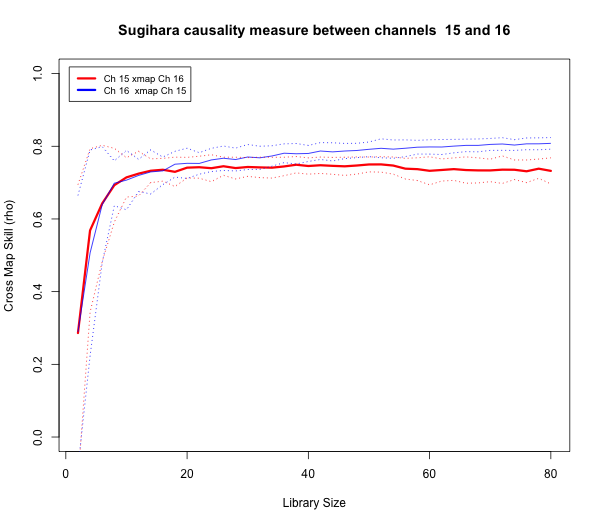 Sugihara causality measure between channels  15 and 16
Ch 15 xmap Ch 16
Ch 16  xmap Ch 15
Cross Map Skill (rho)
1.0
0.8
0.6
0.4
0.2
0.0
0 20 40 60 80
Library Size